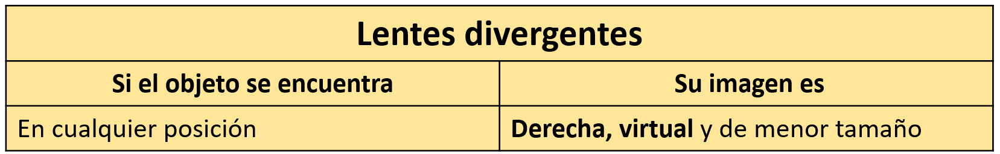 Lentes divergentes
Si el objeto se encuentra
Su imagen es
En cualquier posición
Derecha, virtual y de menor tamaño